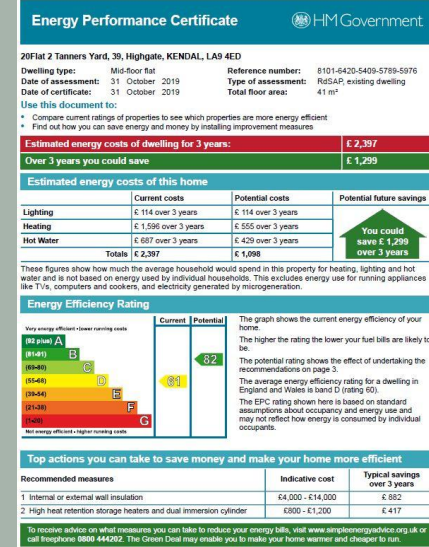 Energy Performance Certificate
HM Government
20Flat 2 Tanners Yard, 39, Highgate, KENDAL, LA9 4ED
Dwelling type: Mid-floor flat Reference number: 8101-6420-5409-5789-5976
Date of assessment: 31 October 2019 Type of assessment: RdSAP, existing dwelling
Date of certificate: 31 October 2019 Total floor area: 41 m²
Use this document to:
• Compare current ratings of properties to see which properties are more energy efficient
• Find out how you can save energy and money by installing improvement measures
Estimated energy costs of dwelling for 3 years: £ 2,397
Over 3 years you could save £ 1,299
Estimated energy costs of this home
Current costs Potential costs Potential future savings
Lighting £ 114 over 3 years £ 114 over 3 years
Heating £ 1,596 over 3 years £ 555 over 3 years
Hot Water £ 687 over 3 years £ 429 over 3 years
Totals £ 2,397 £ 1,098
You could
save £ 1,299
over 3 years
These figures show how much the average household would spend in this property for heating, lighting and hot
water and is not based on energy used by individual households. This excludes energy use for running appliances
like TVs, computers and cookers, and electricity generated by microgeneration.
Energy Efficiency Rating
Current Potential
Very energy efficient - lower running costs
(92 plus) A
(81-91) B
(69-80) C
(55-68) D
(39-54) E
(21-38) F
(1-20) G
Not energy efficient - higher running costs
61
82
The graph shows the current energy efficiency of your
home.
The higher the rating the lower your fuel bills are likely to
be.
The potential rating shows the effect of undertaking the
recommendations on page 3.
The average energy efficiency rating for a dwelling in
England and Wales is band D (rating 60).
The EPC rating shown here is based on standard
assumptions about occupancy and energy use and
may not reflect how energy is consumed by individual
occupants.
Top actions you can take to save money and make your home more efficient
Recommended measures Indicative cost Typical savings
over 3 years
1 Internal or external wall insulation £4,000 - £14,000 £ 882
2 High heat retention storage heaters and dual immersion cylinder £800 - £1,200 £ 417
To receive advice on what measures you can take to reduce your energy bills, visit www.simpleenergyadvice.org.uk or
call freephone 0800 444202. The Green Deal may enable you to make your home warmer and cheaper to run.